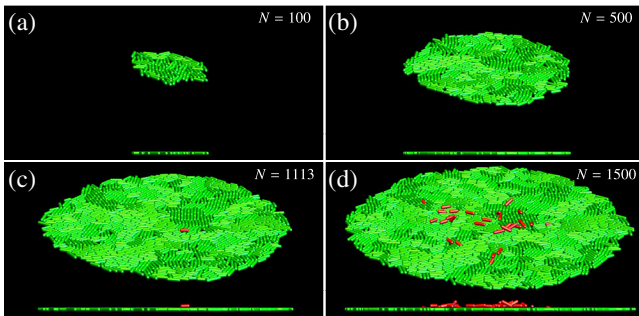 (a) N = 100
(b) N = 500
(c) N = 1113
(d) N = 1500